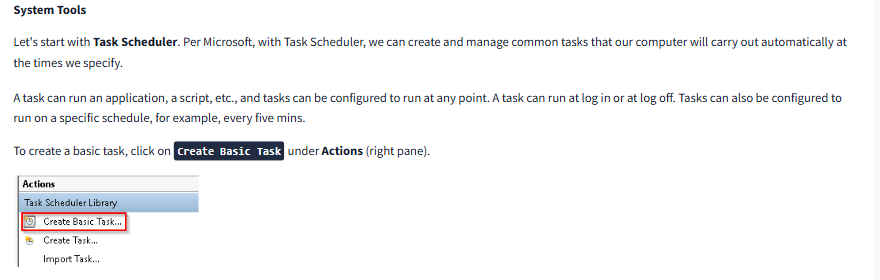 System Tools
Let's start with Task Scheduler. Per Microsoft, with Task Scheduler, we can create and manage common tasks that our computer will carry out automatically at
the times we specify.
A task can run an application, a script, etc., and tasks can be configured to run at any point. A task can run at log in or at log off. Tasks can also be configured to
run on a specific schedule, for example, every five mins.
To create a basic task, click on Create Basic Task under Actions (right pane).
Actions
Task Scheduler Library
Create Basic Task...
Create Task...
Import Task...